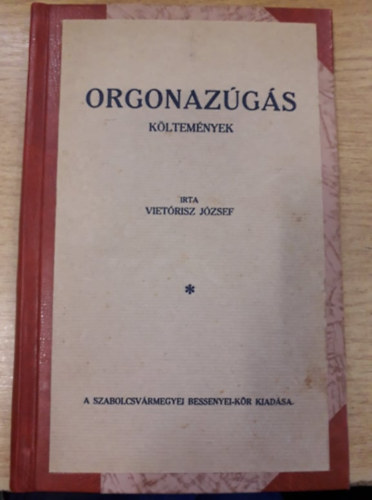 ORGONAZÚGÁS
KÖLTEMÉNYEK
IRTA
VIETÓRISZ JÓZSEF
*
A SZABOLCSVÁRMEGYEI BESSENYEI-KÖR KIADÁSA.